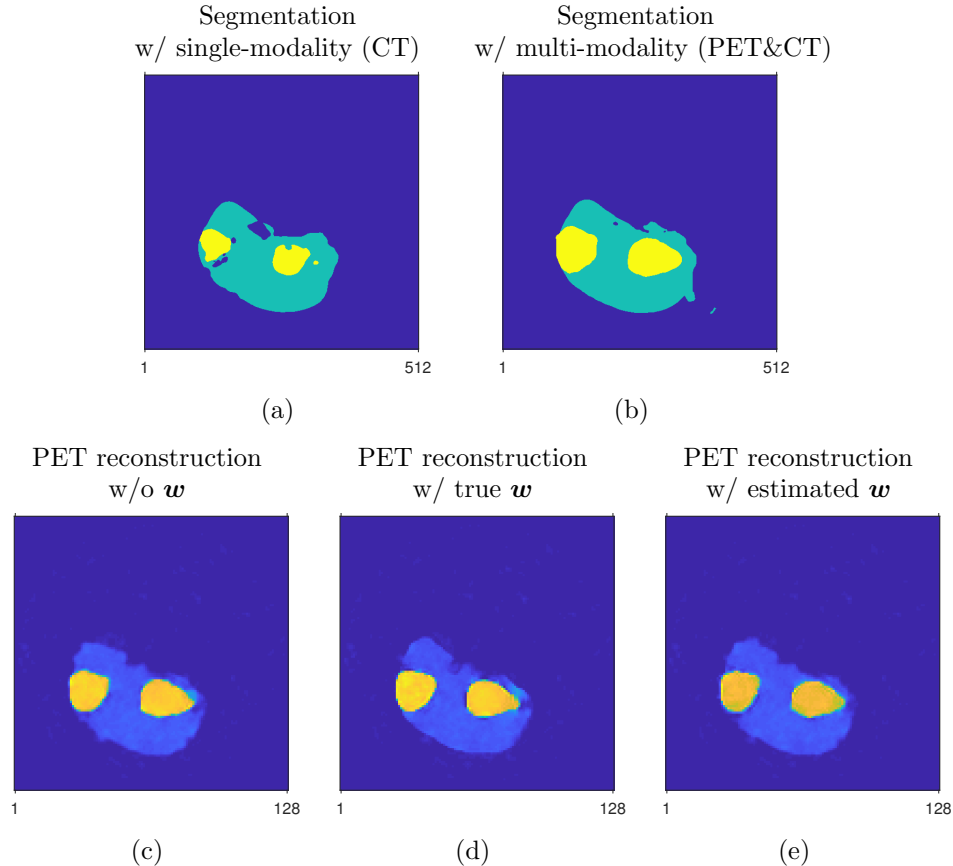 Segmentation
w/ single-modality (CT)
Segmentation
w/ multi-modality (PET&CT)
1
512
1
512
(a)
(b)
PET reconstruction
w/o w
PET reconstruction
w/ true w
PET reconstruction
w/ estimated w
1
128
1
128
1
128
(c)
(d)
(e)